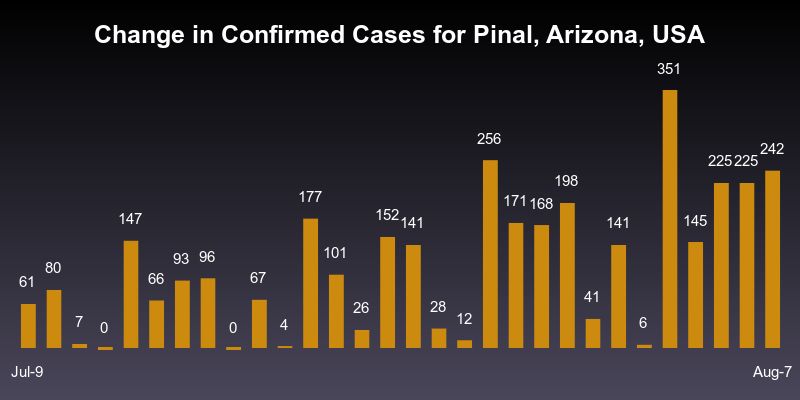 Change in Confirmed Cases for Pinal, Arizona, USA
61 80 7 0 147 66 93 96 0 67 4 177 101 26 152 141 28 12 256 171 168 198 41 141 6 351 145 225 225 242
Jul-9 Aug-7